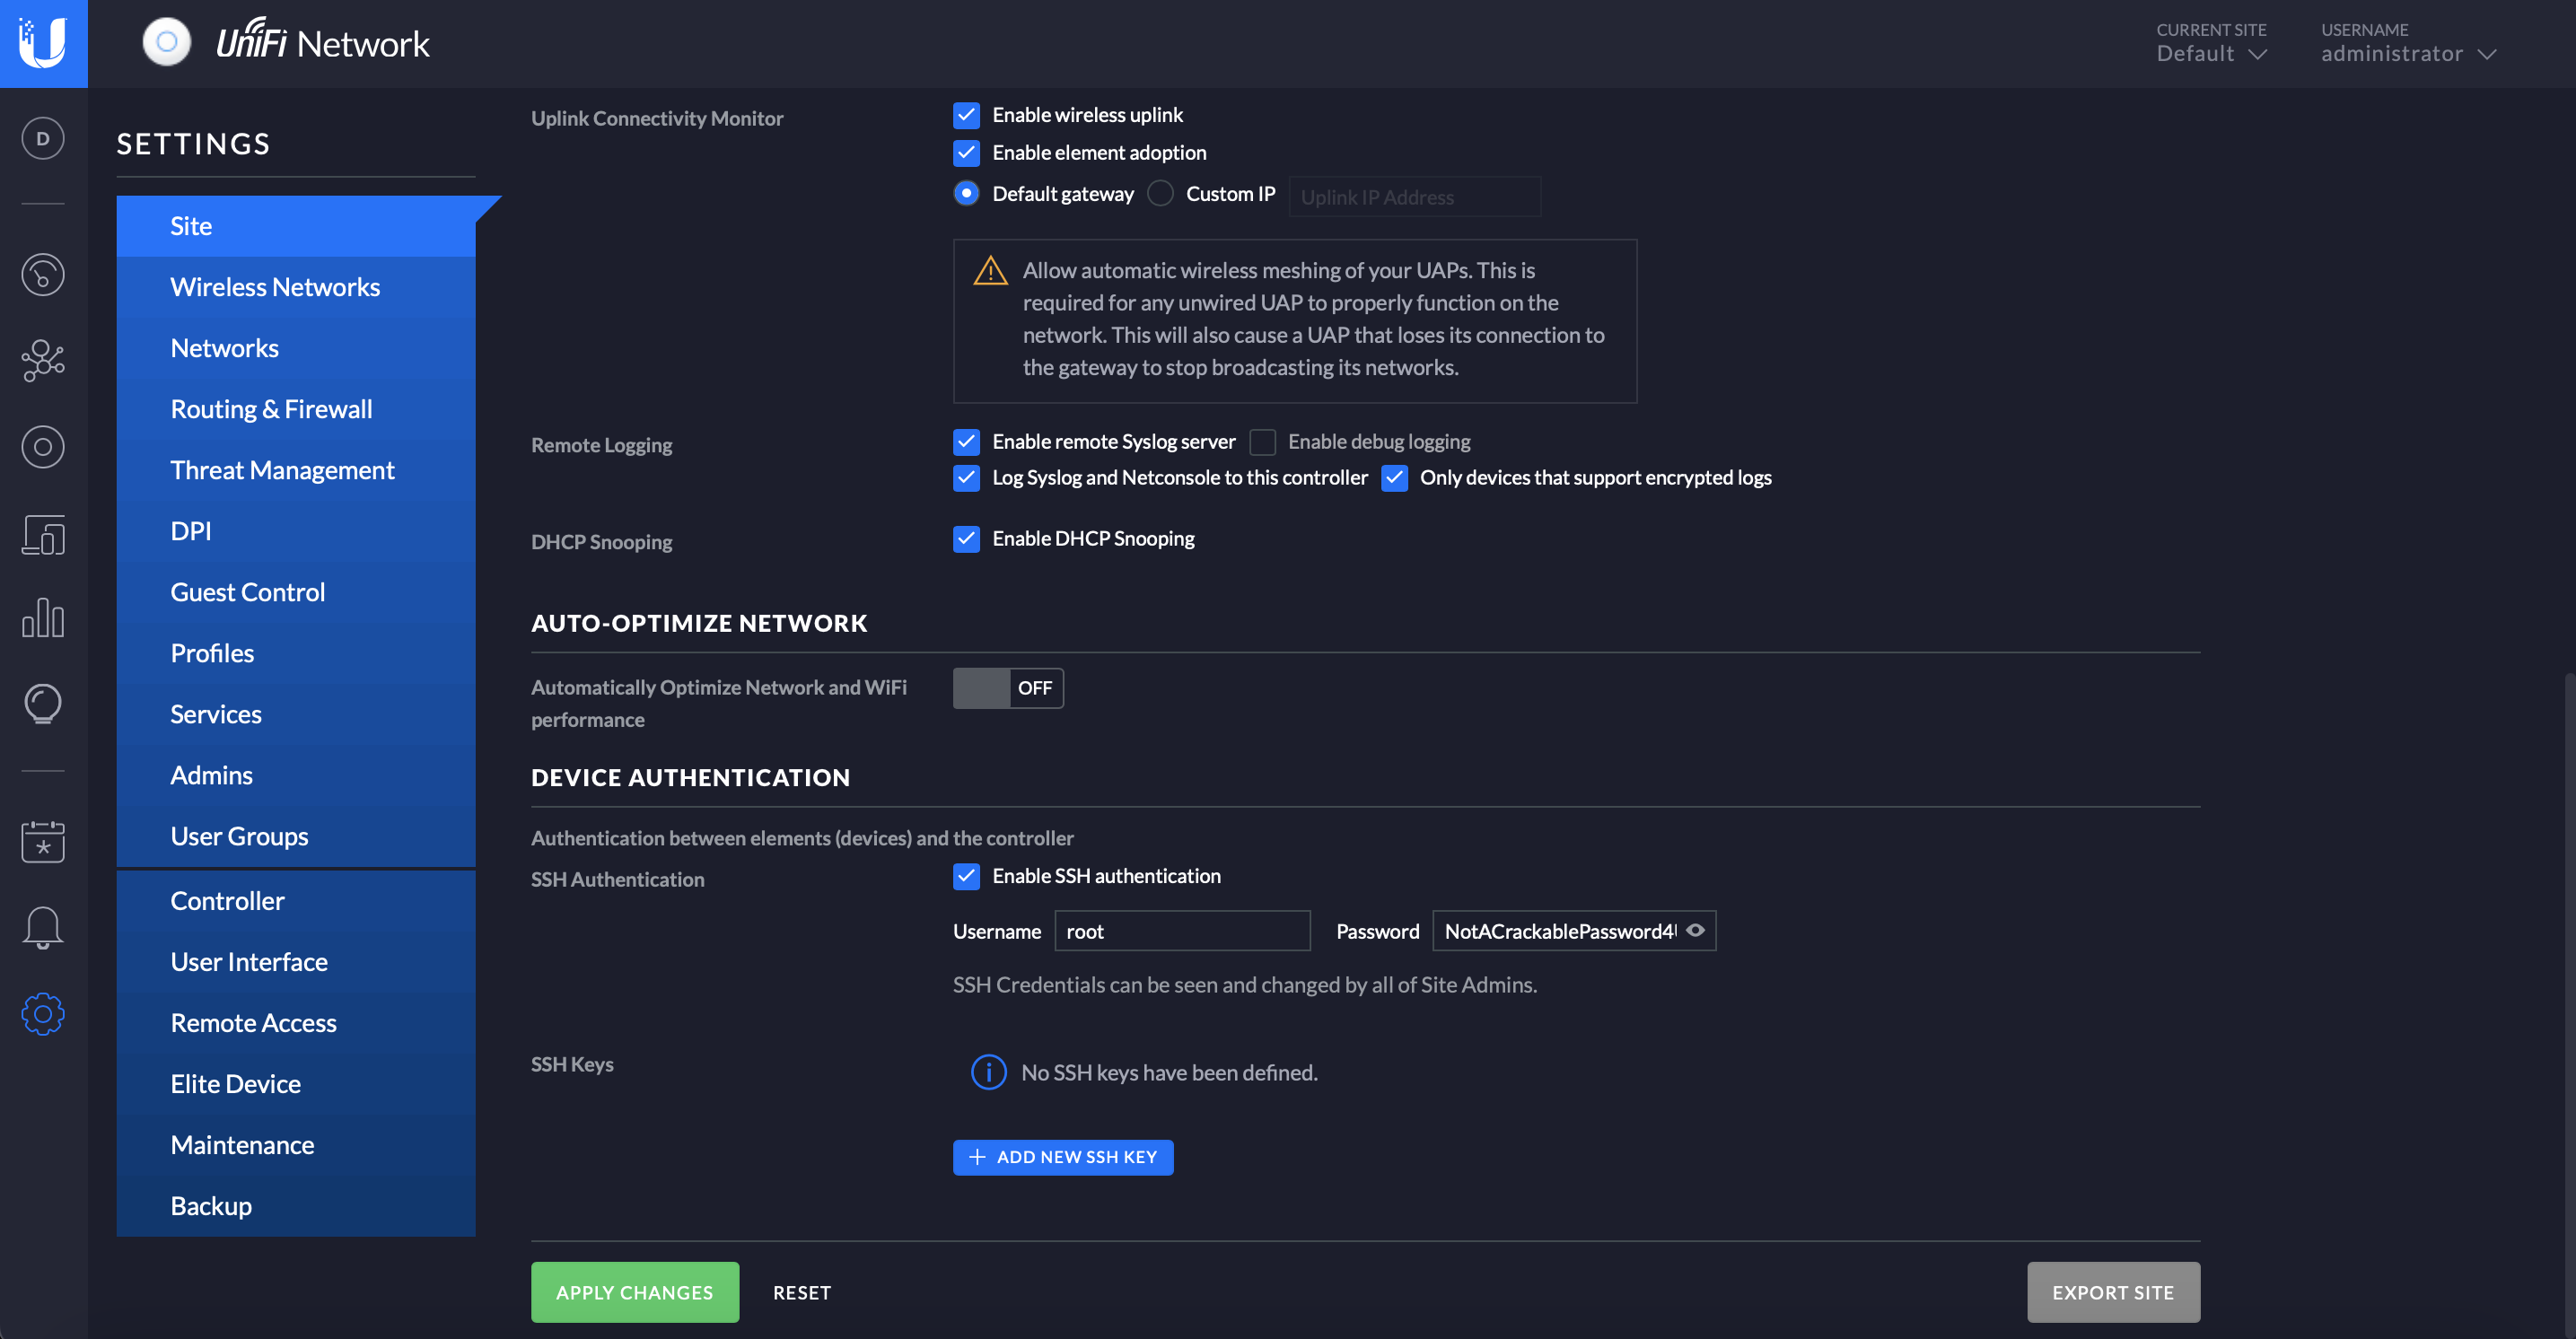 UniFi Network
CURRENT SITE
Default
USERNAME
administrator
D
SETTINGS
Site
Wireless Networks
Networks
Routing & Firewall
Threat Management
DPI
Guest Control
Profiles
Services
Admins
User Groups
Controller
User Interface
Remote Access
Elite Device
Maintenance
Backup
Uplink Connectivity Monitor
Enable wireless uplink
Enable element adoption
Default gateway Custom IP Uplink IP Address
Allow automatic wireless meshing of your UAPs. This is
required for any unwired UAP to properly function on the
network. This will also cause a UAP that loses its connection to
the gateway to stop broadcasting its networks.
Remote Logging
Enable remote Syslog server Enable debug logging
Log Syslog and Netconsole to this controller Only devices that support encrypted logs
DHCP Snooping
Enable DHCP Snooping
AUTO-OPTIMIZE NETWORK
Automatically Optimize Network and WiFi
performance
OFF
DEVICE AUTHENTICATION
Authentication between elements (devices) and the controller
SSH Authentication
Enable SSH authentication
Username root Password NotACrackablePassword4
SSH Credentials can be seen and changed by all of Site Admins.
SSH Keys
No SSH keys have been defined.
+ ADD NEW SSH KEY
APPLY CHANGES
RESET
EXPORT SITE